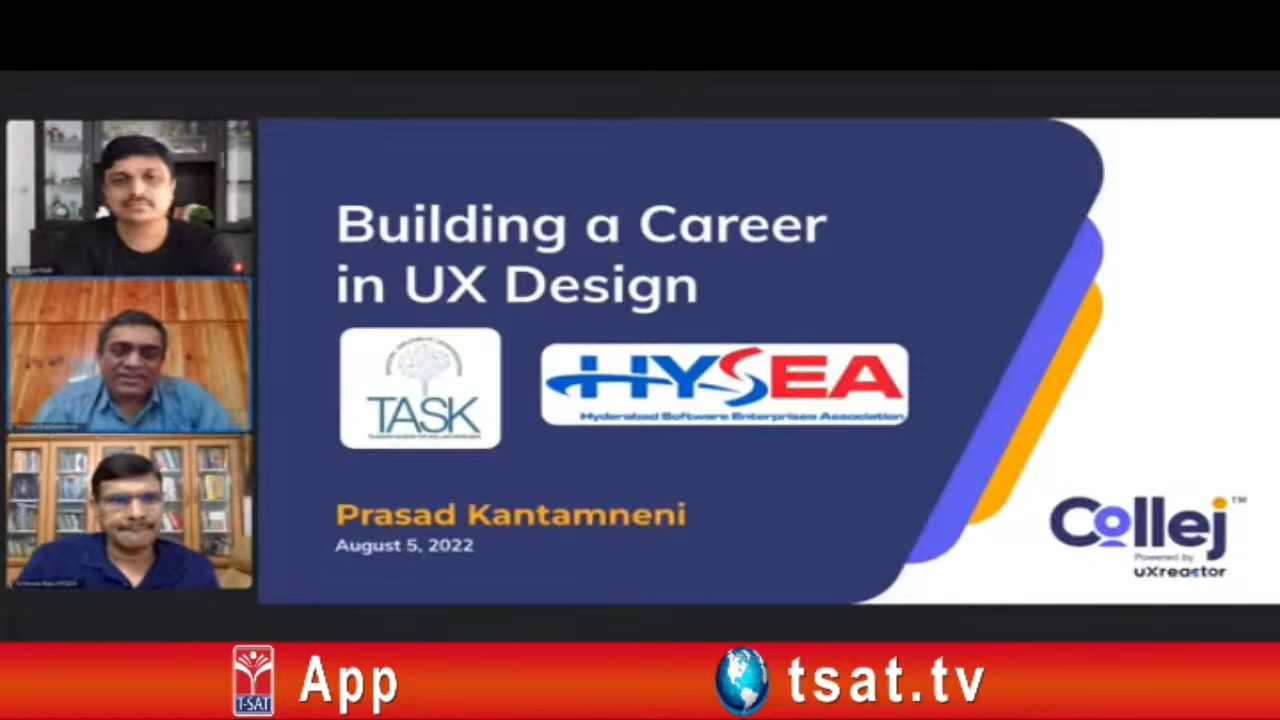 Building a Career
in UX Design
TASK
HYSEA
Hyderabad Software Enterprises Association
Prasad Kantamneni
August 5, 2022
Collej™
Powered by
uxreactor
T-SAT
App
tsat.tv